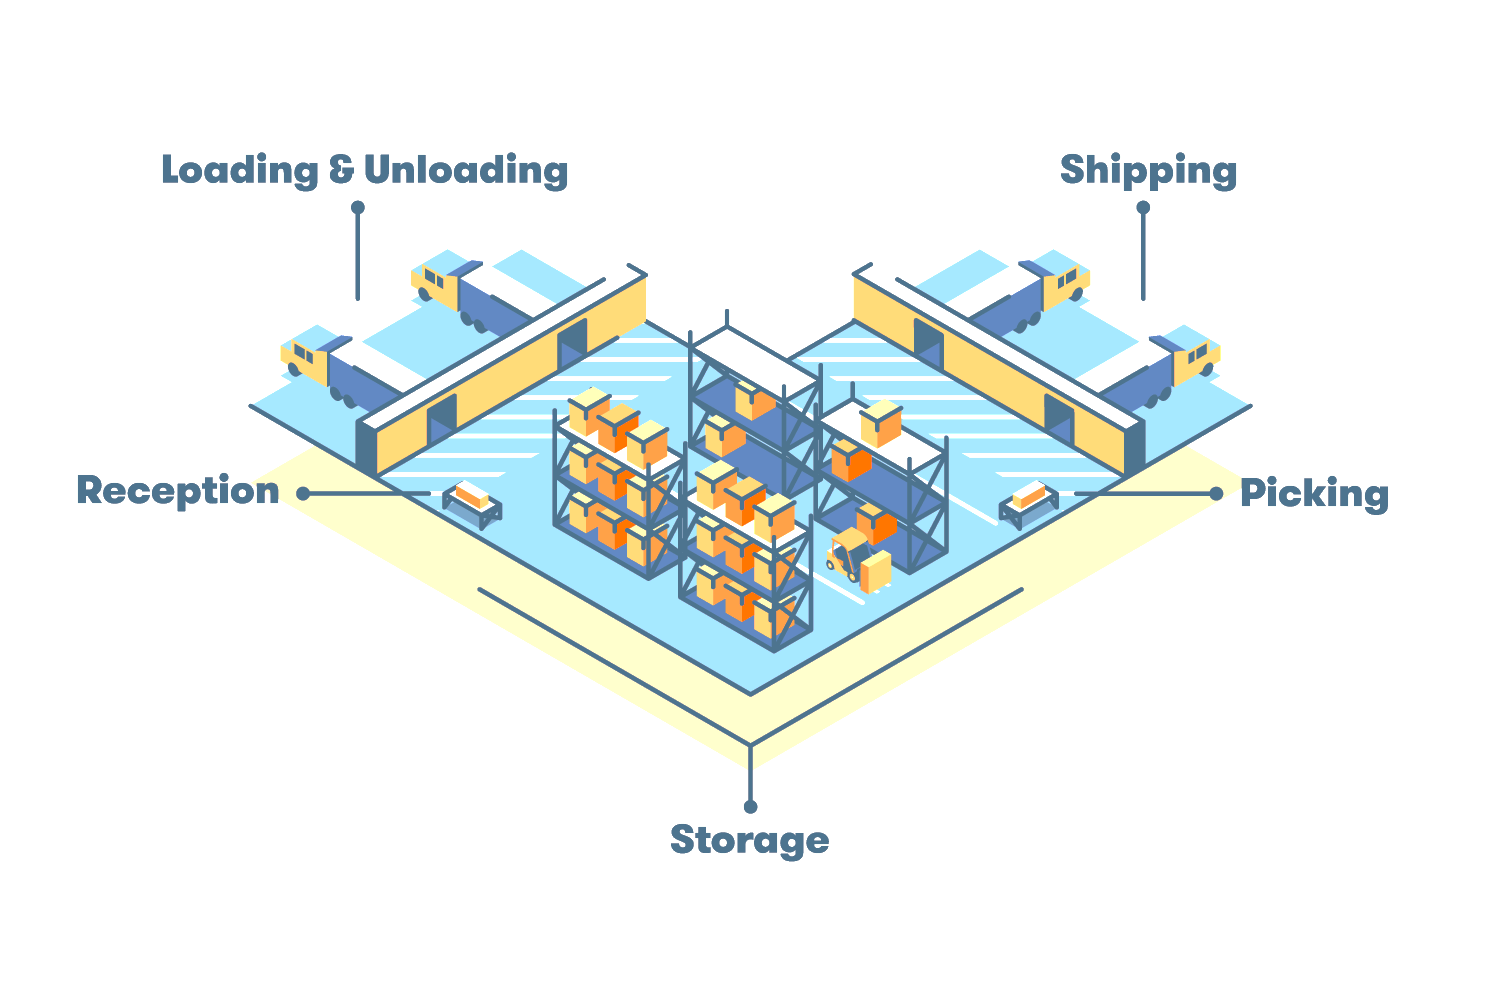 Loading & Unloading
Shipping
Reception
Picking
Storage